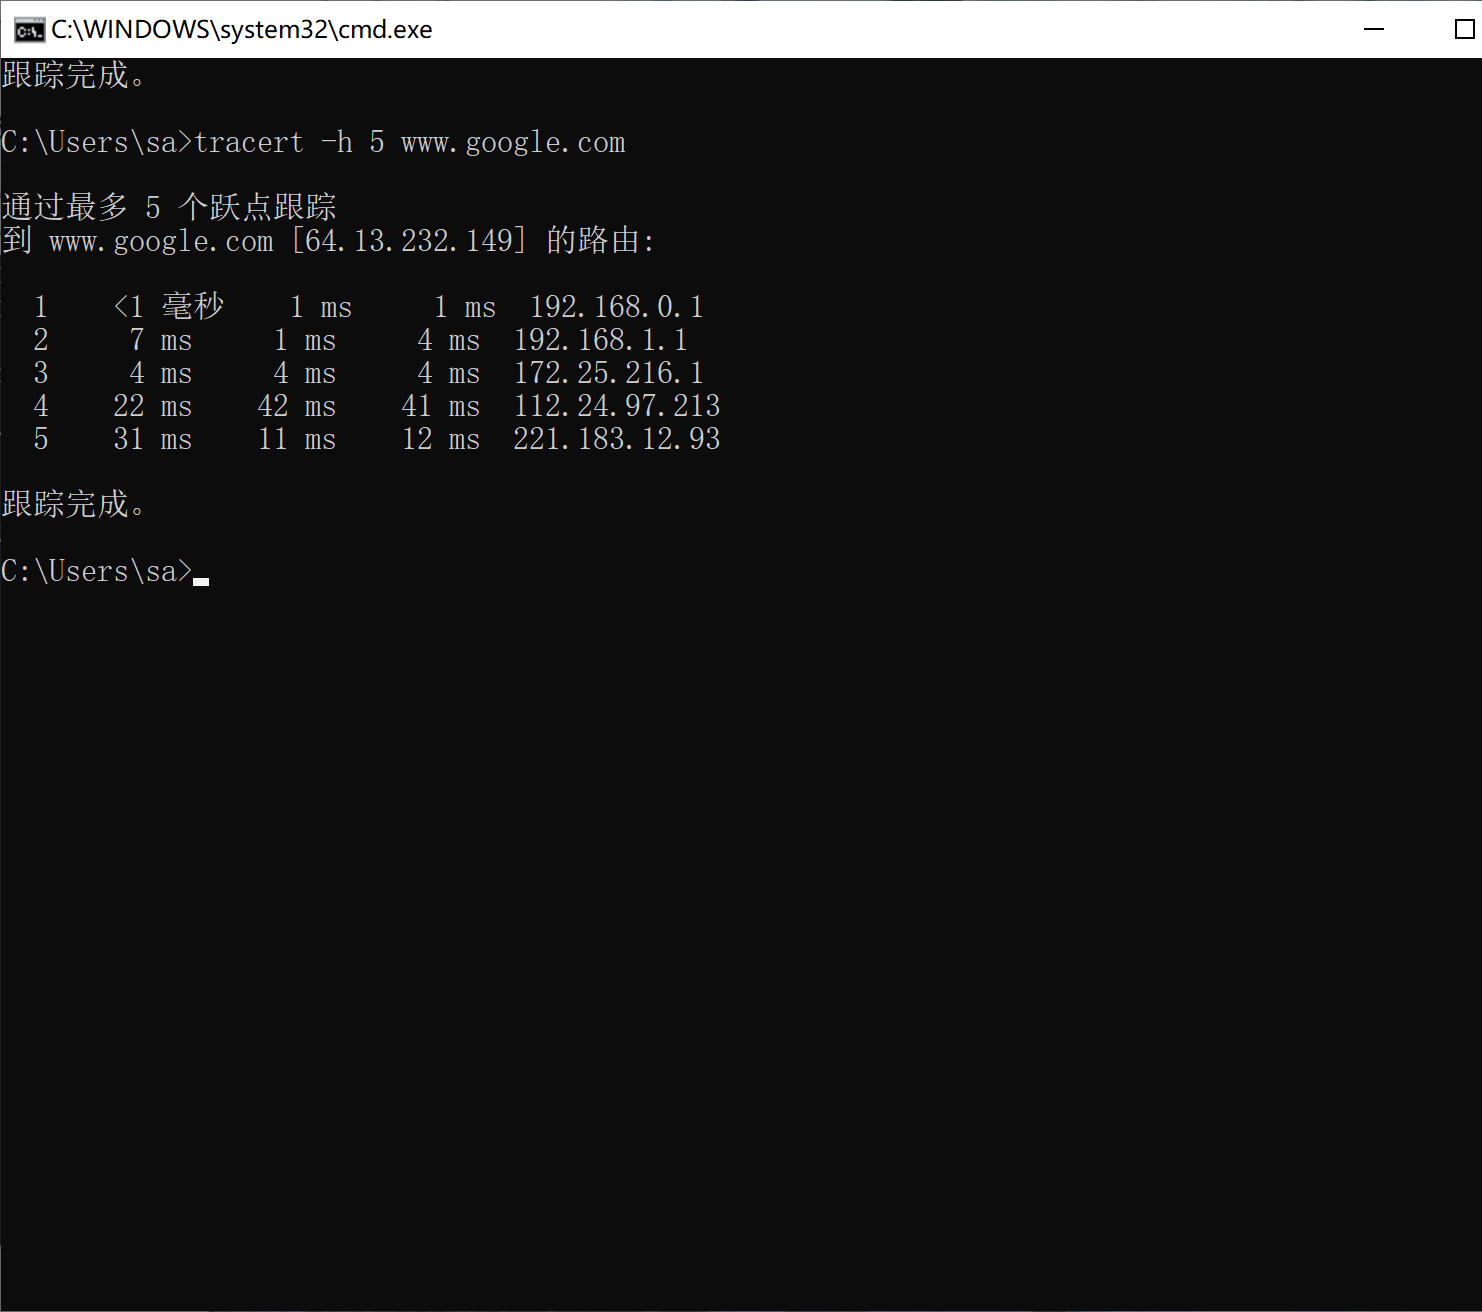 C:\WINDOWS\system32\cmd.exe
跟踪完成。
C:\Users\sa>tracert -h 5 www.google.com
通过最多 5 个跃点跟踪
到 www.google.com [64.13.232.149] 的路由:
1 <1 毫秒 1 ms 1 ms 192.168.0.1
2 7 ms 1 ms 4 ms 192.168.1.1
3 4 ms 4 ms 4 ms 172.25.216.1
4 22 ms 42 ms 41 ms 112.24.97.213
5 31 ms 11 ms 12 ms 221.183.12.93
跟踪完成。
C:\Users\sa>